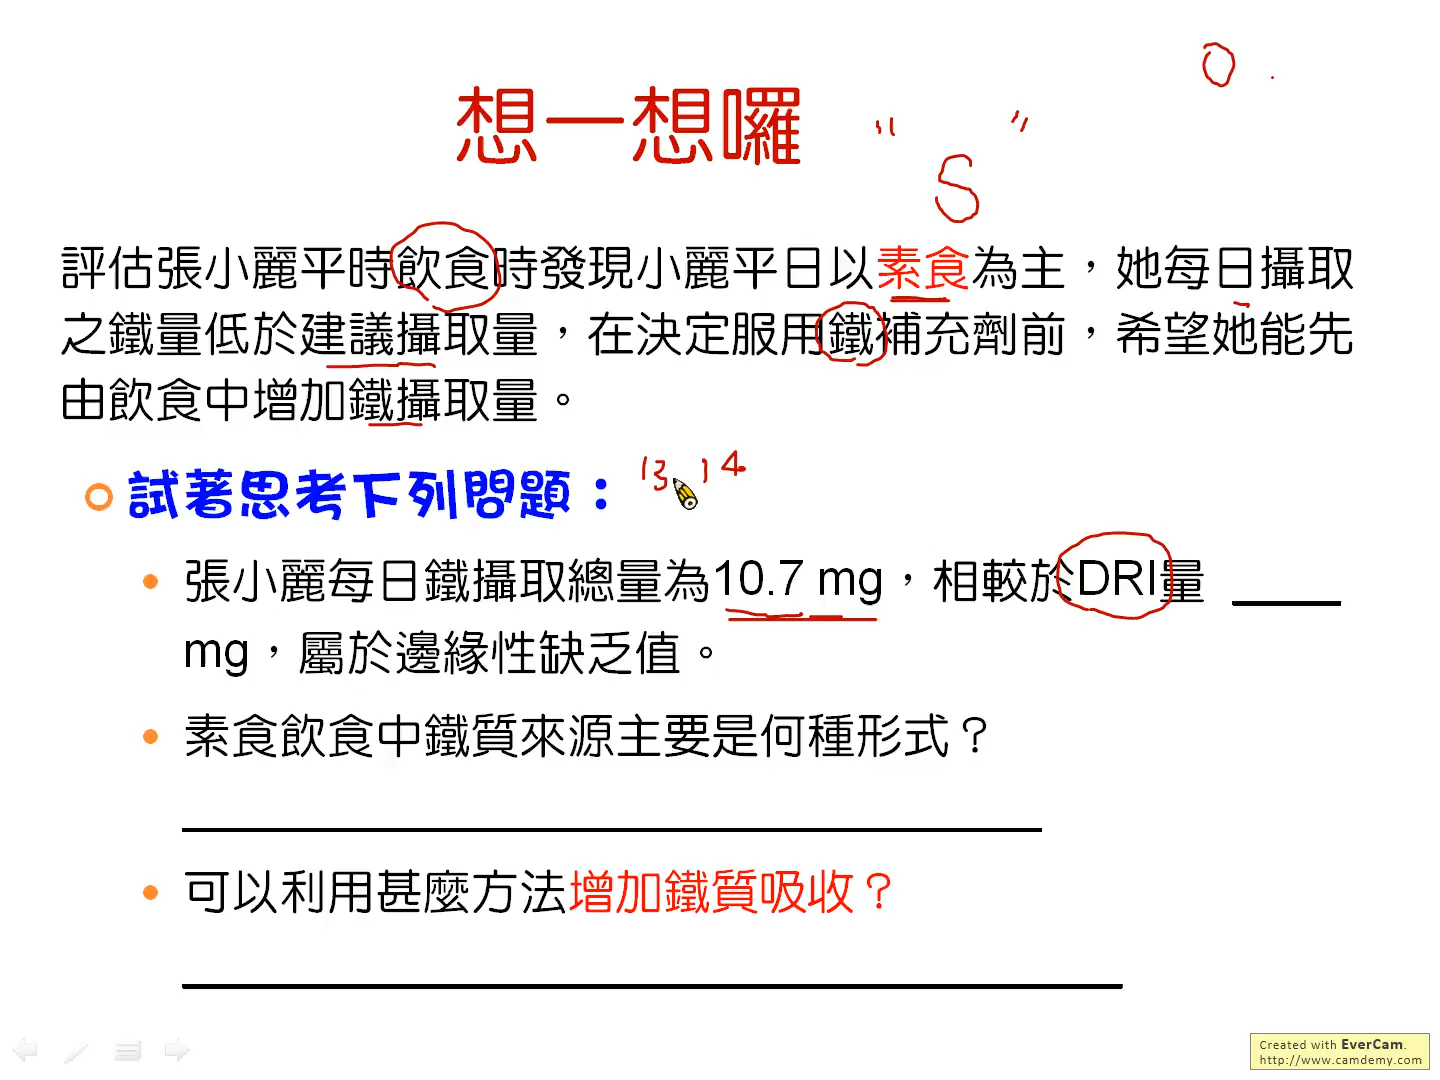 想一想囉
" "
S
評估張小麗平時飲食時發現小麗平日以素食為主，她每日攝取
之鐵量低於建議攝取量，在決定服用鐵補充劑前，希望她能先
由飲食中增加鐵攝取量。
試著思考下列問題：
13 14
張小麗每日鐵攝取總量為10.7 mg，相較於DRI量 ____
mg，屬於邊緣性缺乏值。
素食飲食中鐵質來源主要是何種形式？
可以利用甚麼方法增加鐵質吸收？
Created with EverCam.
http://www.camdemy.com